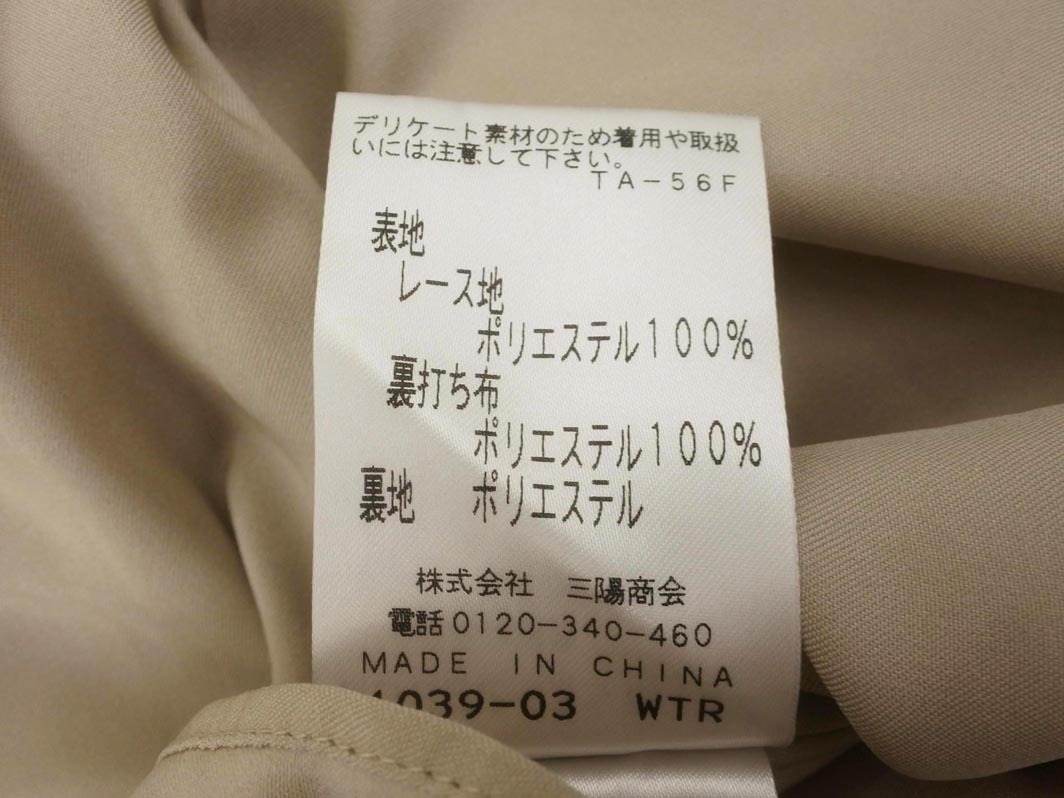 デリケート素材のため着用や取扱
いには注意して下さい。
TA-56F
表地
レース地
ポリエステル100%
裏打ち布
ポリエステル100%
裏地 ポリエステル
株式会社 三陽商会
電話0120-340-460
MADE IN CHINA
1039-03 WTR